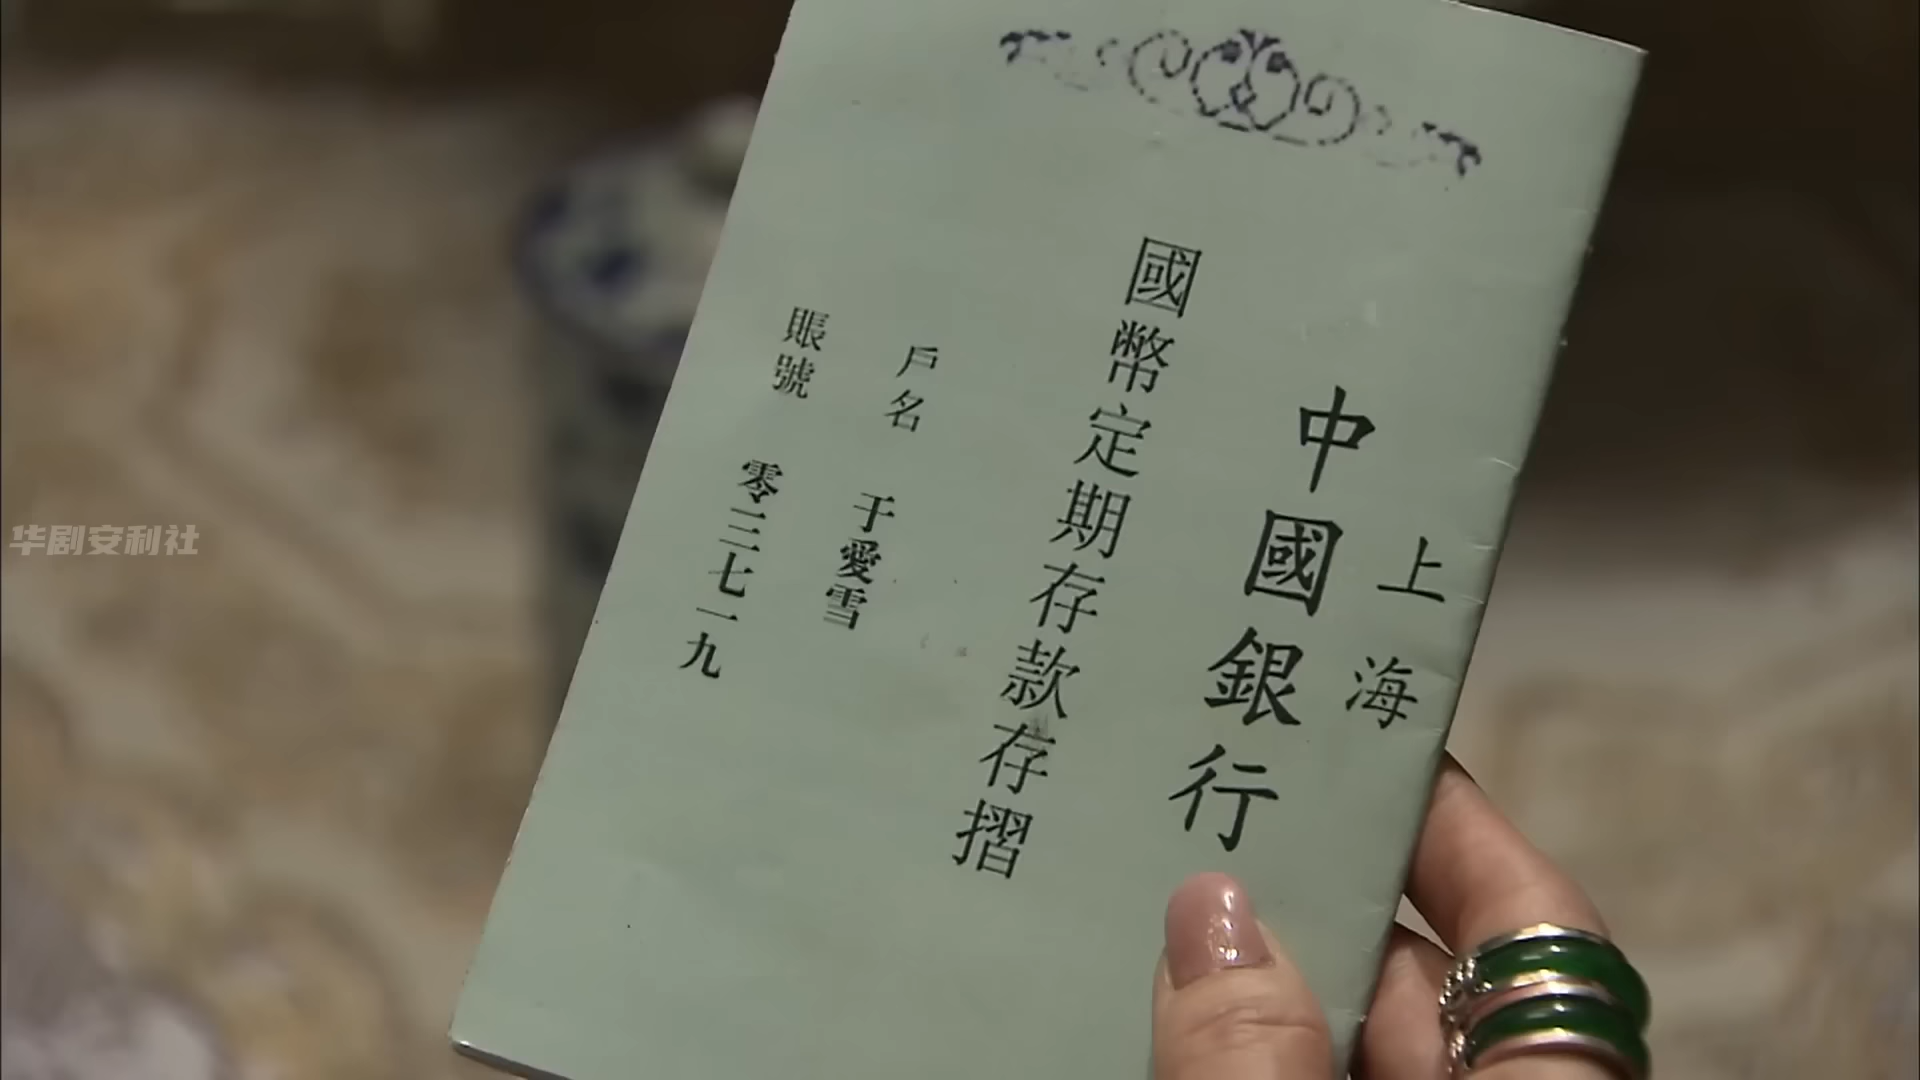 上海
中國銀行
國幣定期存款存摺
戶名 于愛雪
賬號 零三七一九
华剧安利社